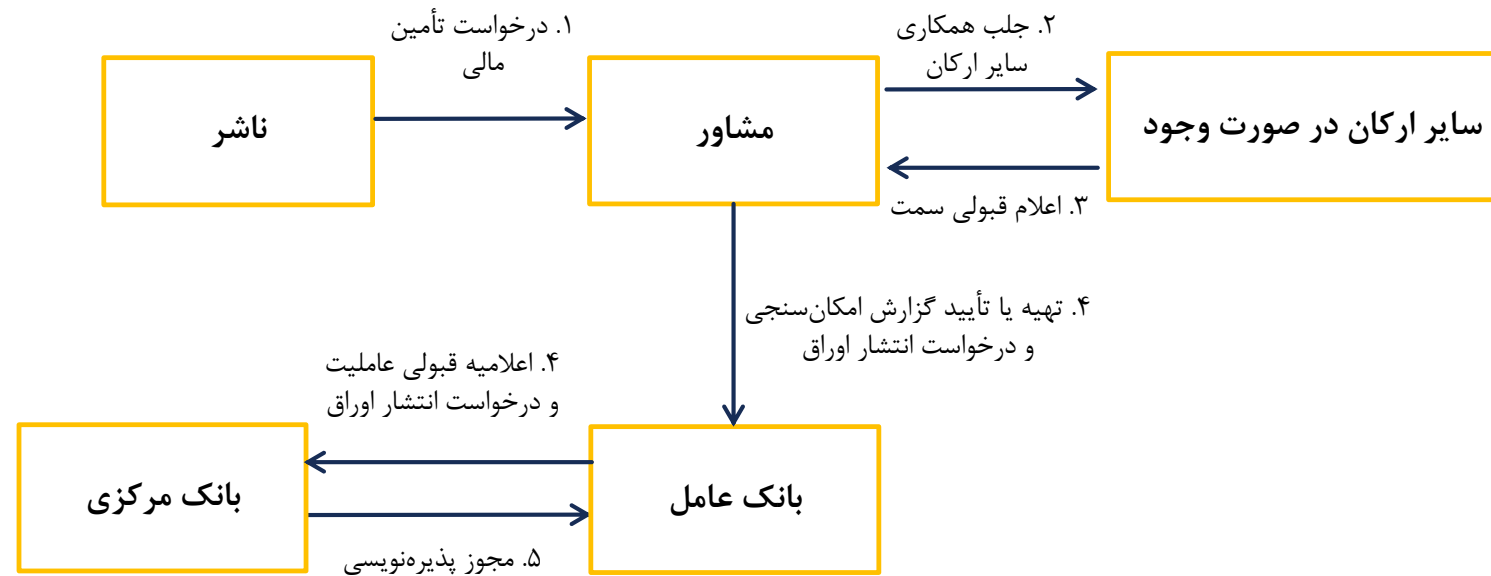 ۱. درخواست تأمین
مالی
۲. جلب همکاری
سایر ارکان
ناشر
مشاور
سایر ارکان در صورت وجود
۳. اعلام قبولی سمت
۴. تهیه یا تأیید گزارش امکان‌سنجی
و درخواست انتشار اوراق
۴. اعلامیه قبولی عاملیت
و درخواست انتشار اوراق
بانک مرکزی
بانک عامل
۵. مجوز پذیره‌نویسی